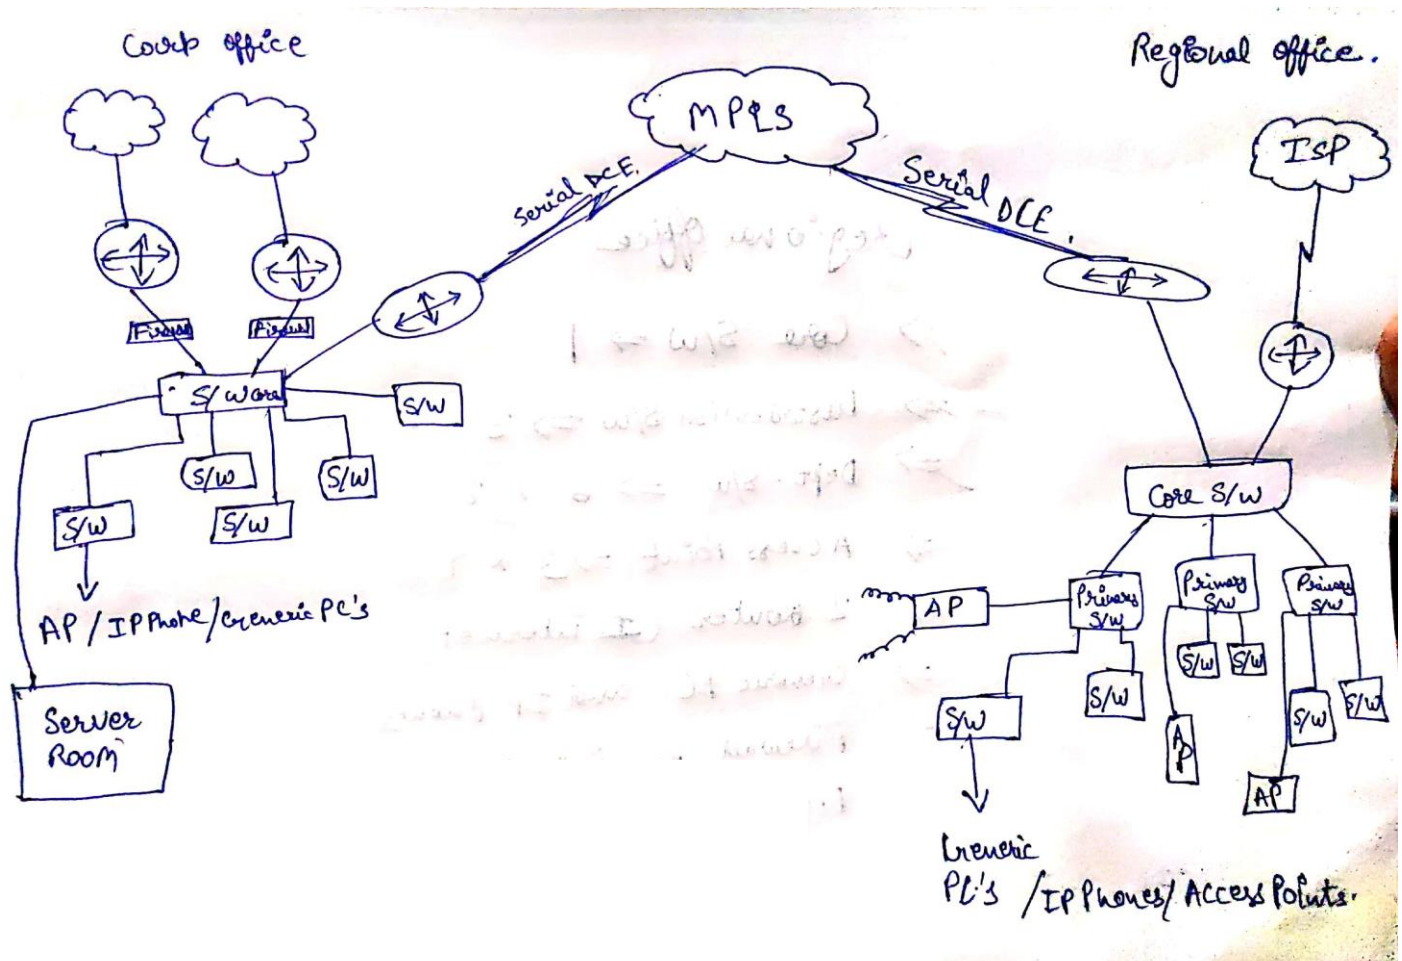 Corp office
Regional office.
MPLS
ISP
Serial DCE.
Serial
DCE.
Firewall
Firewall
S/W Core
S/W
S/W
S/W
S/W
S/W
AP / IP Phone / Generic PC's
Server
ROOM
Core S/W
Primary
S/W
Primary
S/W
Primary
S/W
AP
S/W
S/W
S/W
S/W
S/W
S/W
AP
AP
Generic
PC's / IP Phones / Access Points.